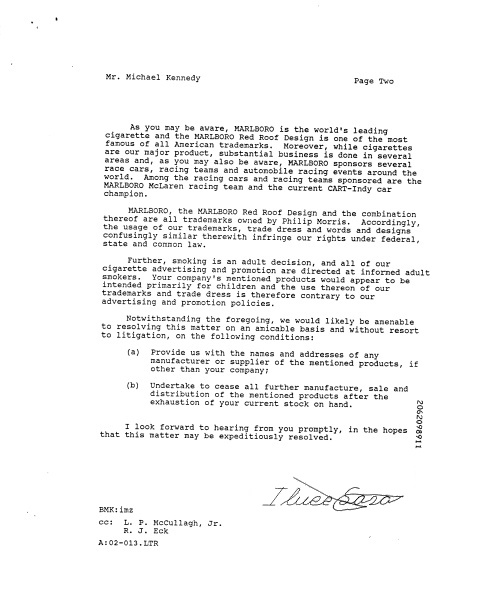 Mr. Michael Kennedy
Page Two
As you may be aware, MARLBORO is the world's leading
cigarette and the MARLBORO Red Roof Design is one of the most
famous of all American trademarks. Moreover, while cigarettes
are our major product, substantial business is done in several
areas and, as you may also be aware, MARLBORO sponsors several
race cars, racing teams and automobile racing events around the
world. Among the racing cars and racing teams sponsored are the
MARLBORO McLaren racing team and the current CART-Indy car
champion.
MARLBORO, the MARLBORO Red Roof Design and the combination
thereof are all trademarks owned by Philip Morris. Accordingly,
the usage of our trademarks, trade dress and words and designs
confusingly similar therewith infringe our rights under federal,
state and common law.
Further, smoking is an adult decision, and all of our
cigarette advertising and promotion are directed at informed adult
smokers. Your company's mentioned products would appear to be
intended primarily for children and the use thereon of our
trademarks and trade dress is therefore contrary to our
advertising and promotion policies.
Notwithstanding the foregoing, we would likely be amenable
to resolving this matter on an amicable basis and without resort
to litigation, on the following conditions:
(a) Provide us with the names and addresses of any
manufacturer or supplier of the mentioned products, if
other than your company;
(b) Undertake to cease all further manufacture, sale and
distribution of the mentioned products after the
exhaustion of your current stock on hand.
I look forward to hearing from you promptly, in the hopes
that this matter may be expeditiously resolved.
2062098911
BMK:imz
cc: L. P. McCullagh, Jr.
R. J. Eck
A:02-013.LTR